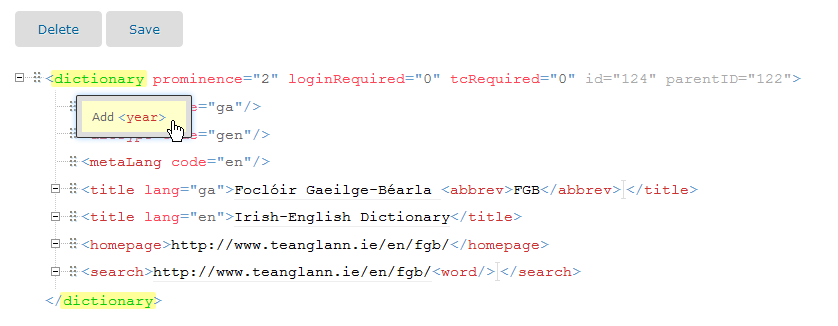 Delete Save
<dictionary prominence="2" loginRequired="0" tcRequired="0" id="124" parentID="122">
="ga"/>
Add <year>
="gen"/>
<metaLang code="en"/>
<title lang="ga">Foclóir Gaeilge-Béarla <abbrev>FGB</abbrev></title>
<title lang="en">Irish-English Dictionary</title>
<homepage>http://www.teanglann.ie/en/fgb/</homepage>
<search>http://www.teanglann.ie/en/fgb/<word/></search>
</dictionary>